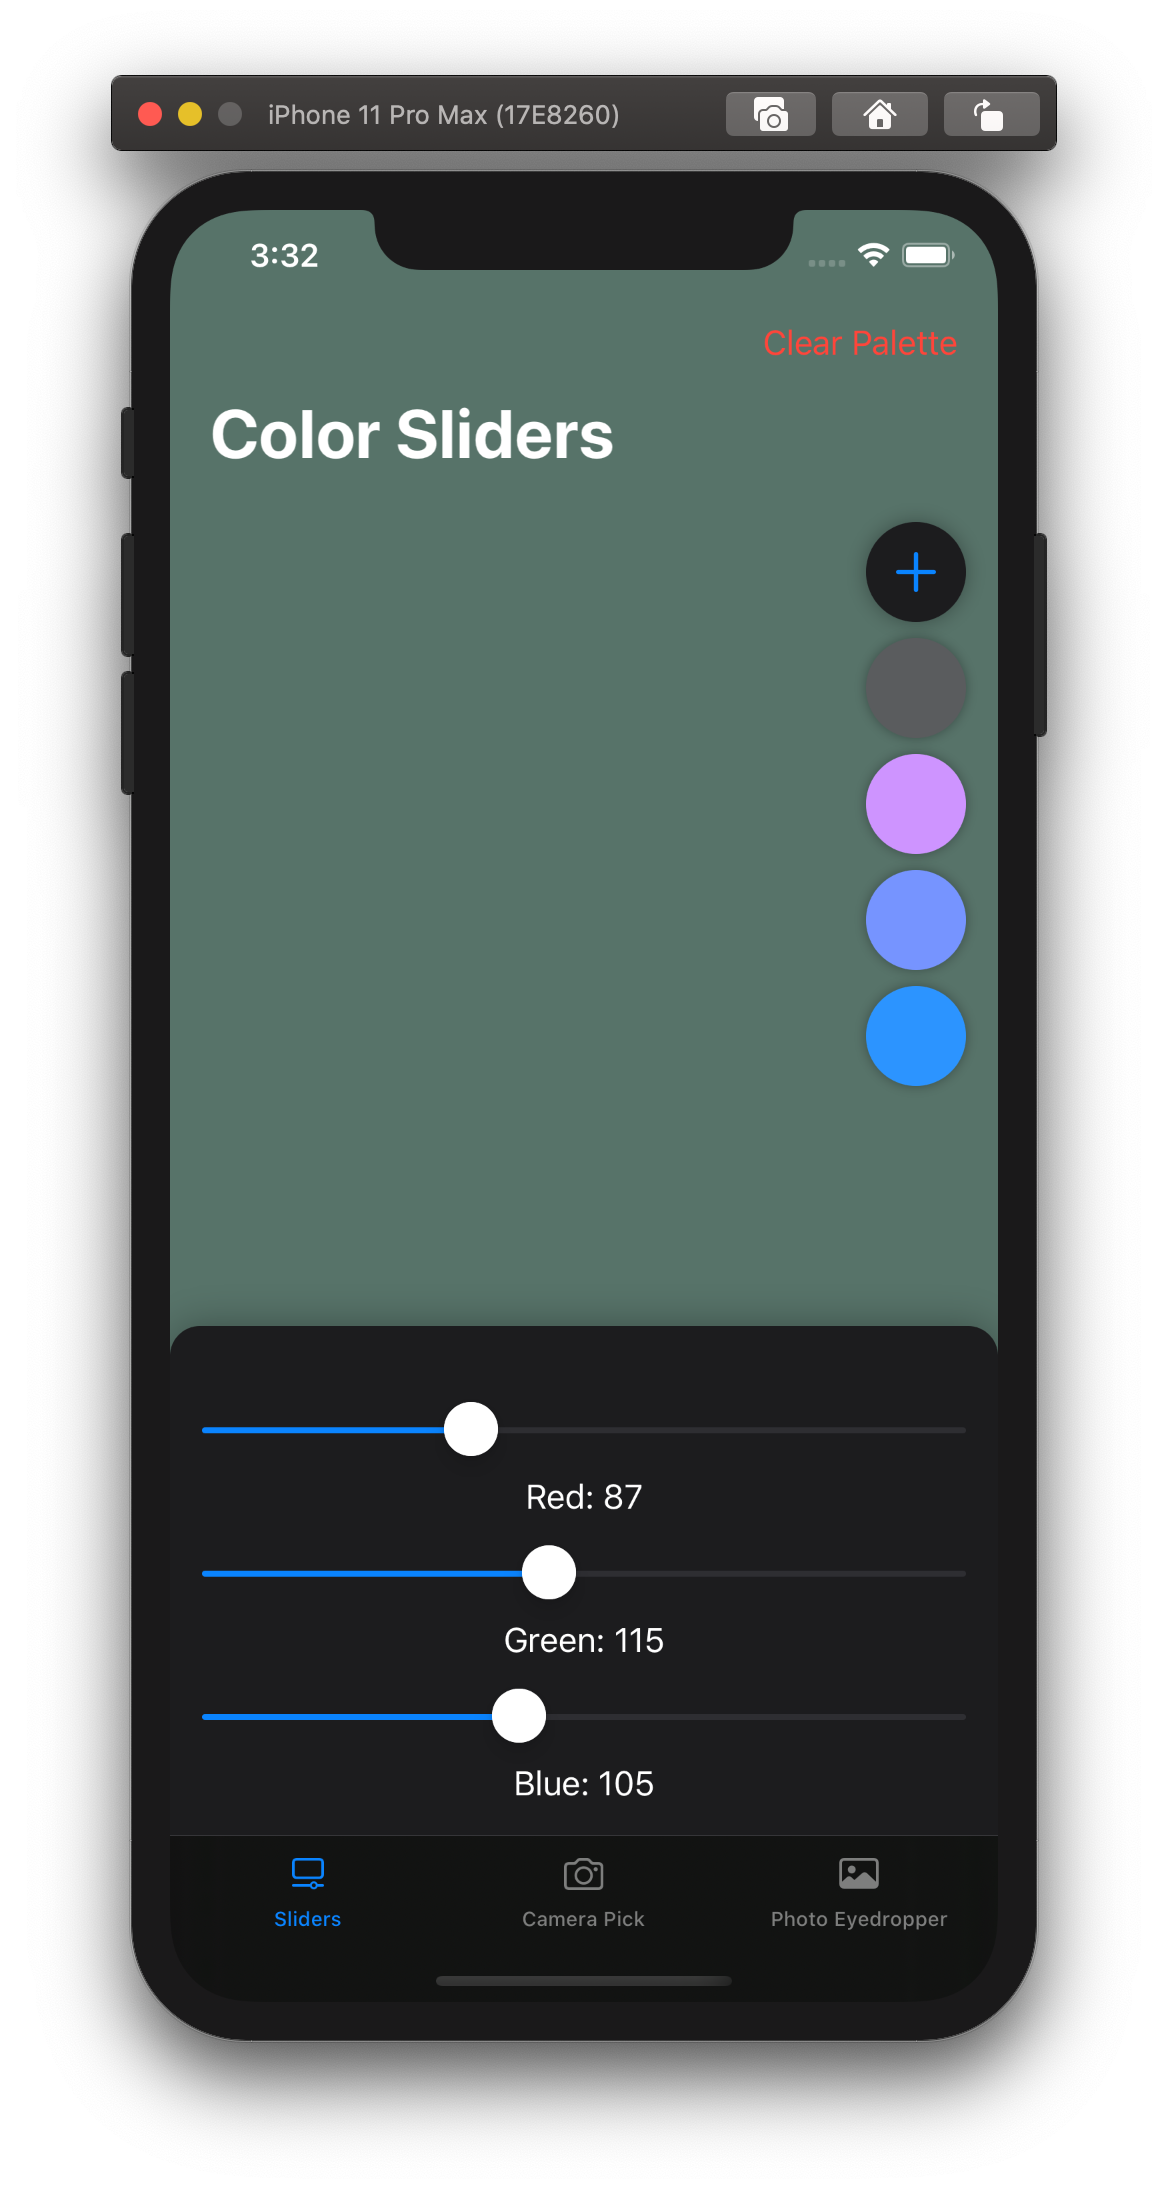 iPhone 11 Pro Max (17E8260)
3:32
Clear Palette
Color Sliders
Red: 87
Green: 115
Blue: 105
Sliders
Camera Pick
Photo Eyedropper